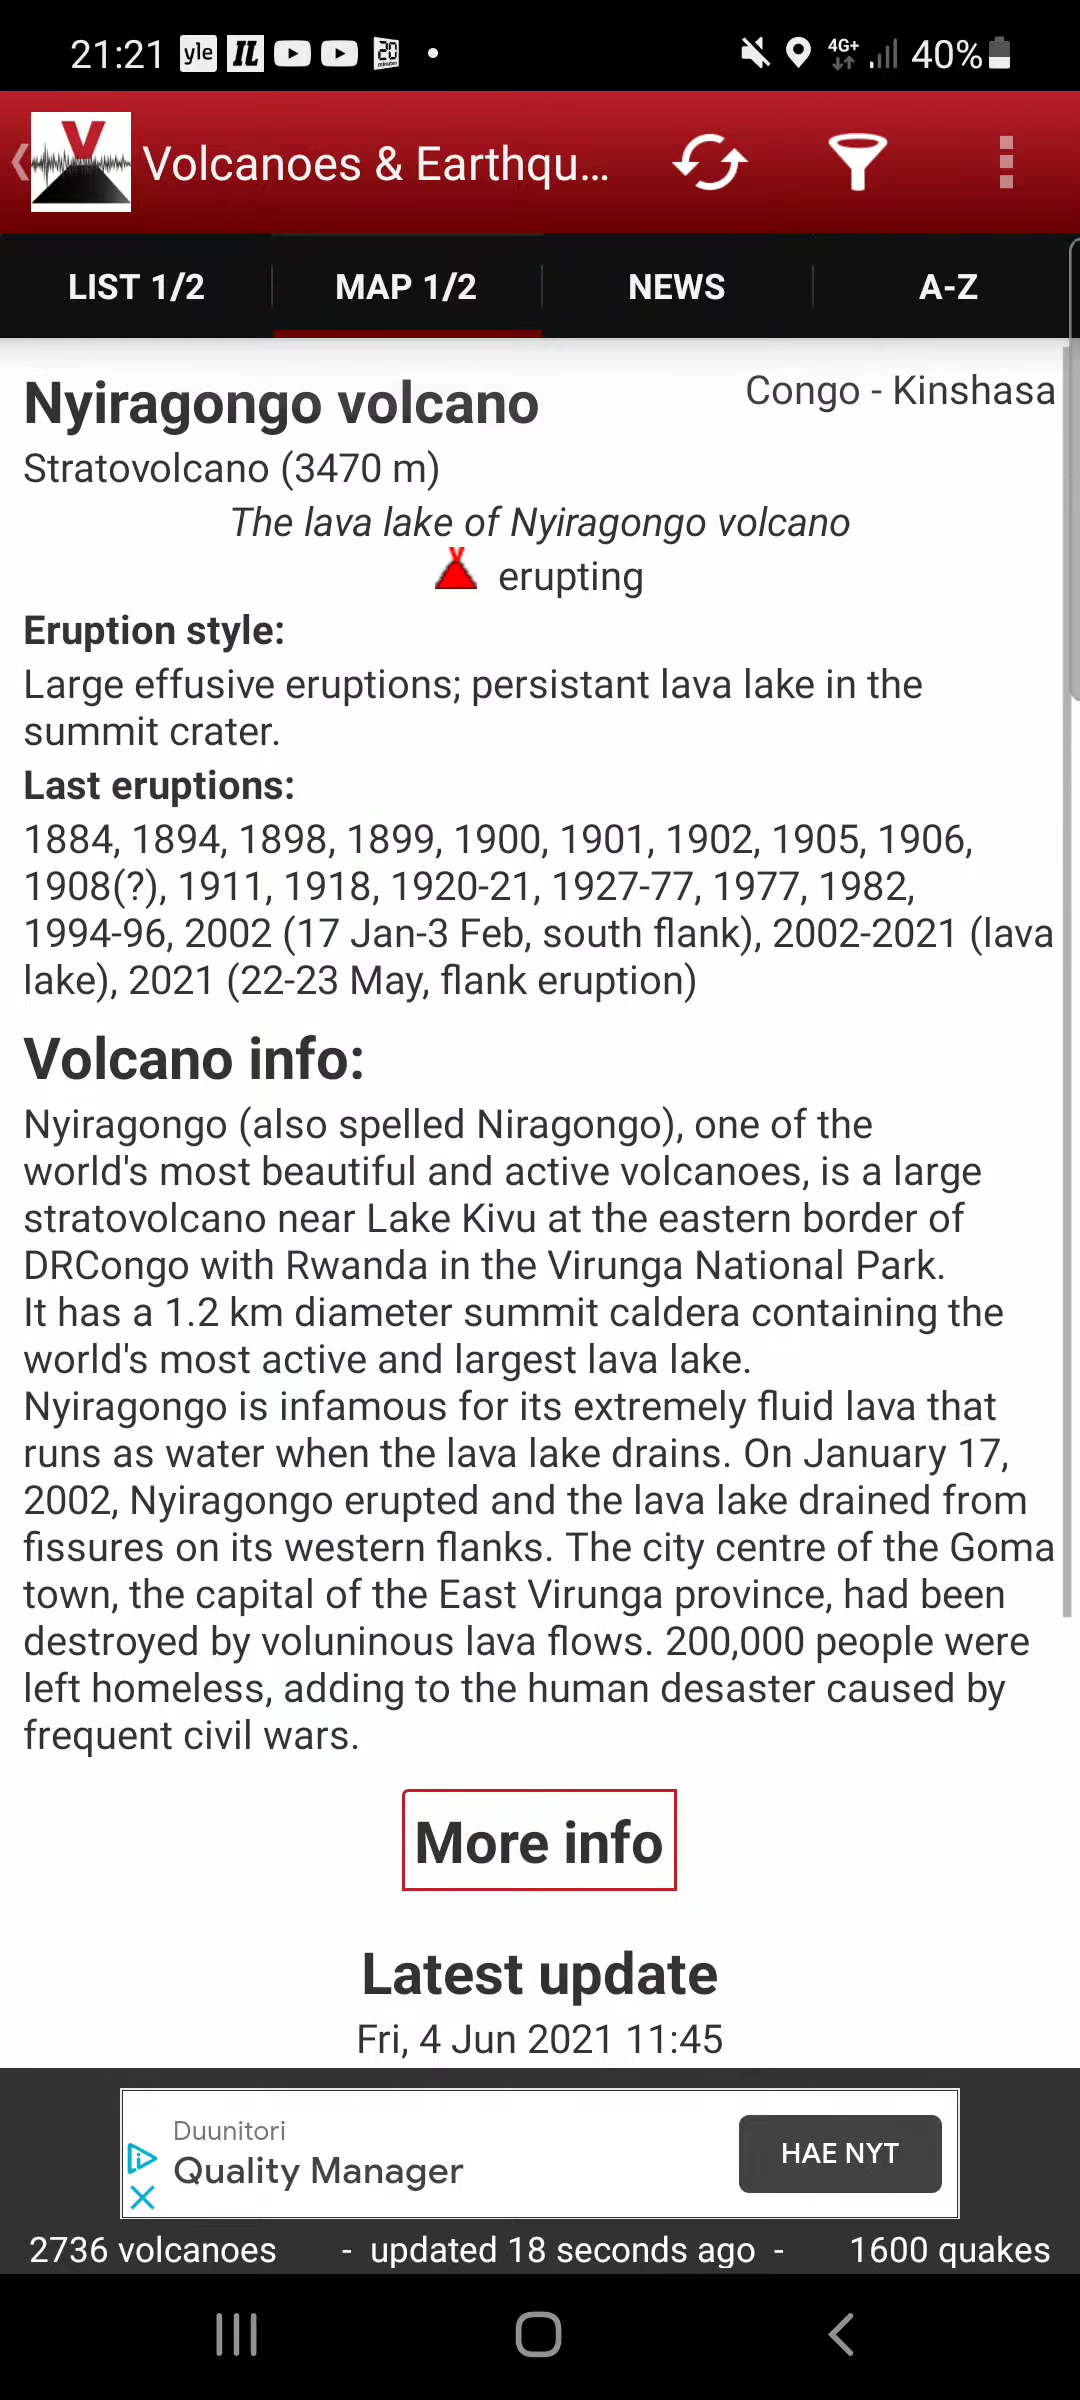 21:21 yle IL 20 minutes 4G+ 40%
V
Volcanoes & Earthqu...
LIST 1/2 MAP 1/2 NEWS A-Z
Nyiragongo volcano Congo - Kinshasa
Stratovolcano (3470 m)
The lava lake of Nyiragongo volcano
erupting
Eruption style:
Large effusive eruptions; persistant lava lake in the
summit crater.
Last eruptions:
1884, 1894, 1898, 1899, 1900, 1901, 1902, 1905, 1906,
1908(?), 1911, 1918, 1920-21, 1927-77, 1977, 1982,
1994-96, 2002 (17 Jan-3 Feb, south flank), 2002-2021 (lava
lake), 2021 (22-23 May, flank eruption)
Volcano info:
Nyiragongo (also spelled Niragongo), one of the
world's most beautiful and active volcanoes, is a large
stratovolcano near Lake Kivu at the eastern border of
DRCongo with Rwanda in the Virunga National Park.
It has a 1.2 km diameter summit caldera containing the
world's most active and largest lava lake.
Nyiragongo is infamous for its extremely fluid lava that
runs as water when the lava lake drains. On January 17,
2002, Nyiragongo erupted and the lava lake drained from
fissures on its western flanks. The city centre of the Goma
town, the capital of the East Virunga province, had been
destroyed by voluninous lava flows. 200,000 people were
left homeless, adding to the human desaster caused by
frequent civil wars.
More info
Latest update
Fri, 4 Jun 2021 11:45
Duunitori
Quality Manager
HAE NYT
2736 volcanoes - updated 18 seconds ago - 1600 quakes